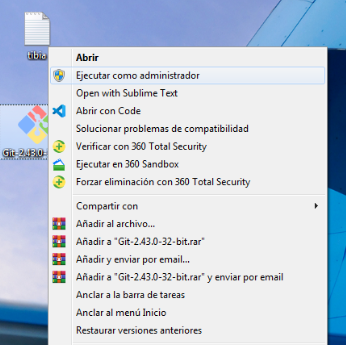 tibia
Git-2.43.0-
Abrir
Ejecutar como administrador
Open with Sublime Text
Abrir con Code
Solucionar problemas de compatibilidad
Verificar con 360 Total Security
Ejecutar en 360 Sandbox
Forzar eliminación con 360 Total Security
Compartir con
Añadir al archivo...
Añadir a "Git-2.43.0-32-bit.rar"
Añadir y enviar por email...
Añadir a "Git-2.43.0-32-bit.rar" y enviar por email
Anclar a la barra de tareas
Anclar al menú Inicio
Restaurar versiones anteriores